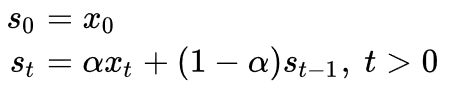 s₀ = x₀
sₜ = αxₜ + (1 − α)sₜ₋₁, t > 0